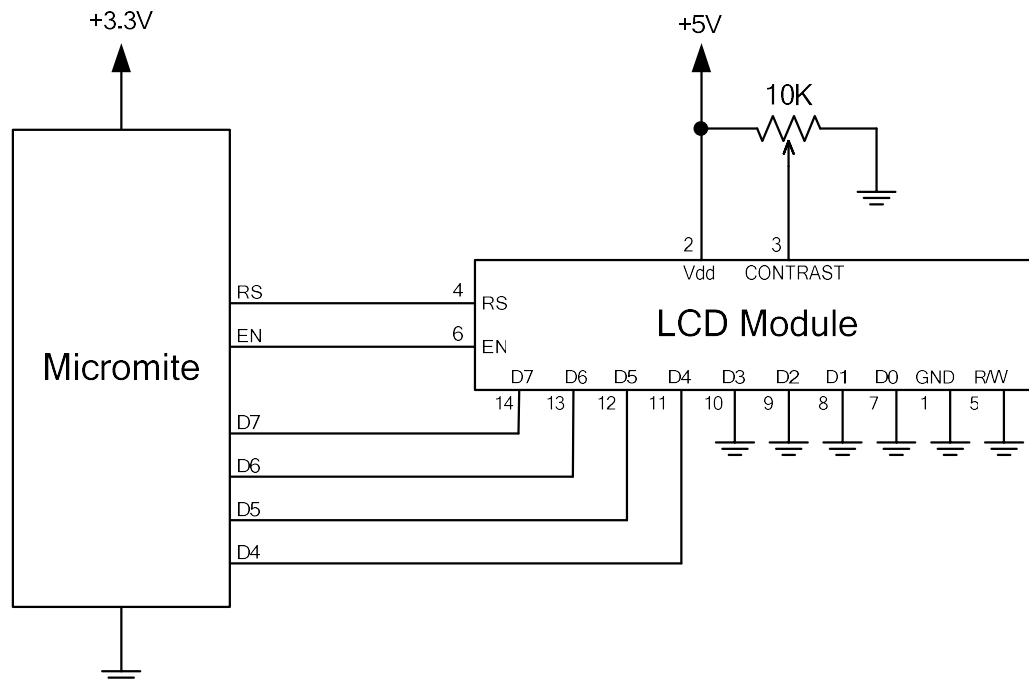 +3.3V
+5V
10K
2 3
Vdd CONTRAST
RS 4 RS
LCD Module
EN 6 EN
Micromite
D7 D6 D5 D4 D3 D2 D1 D0 GND R/W
14 13 12 11 10 9 8 7 1 5
D7
D6
D5
D4